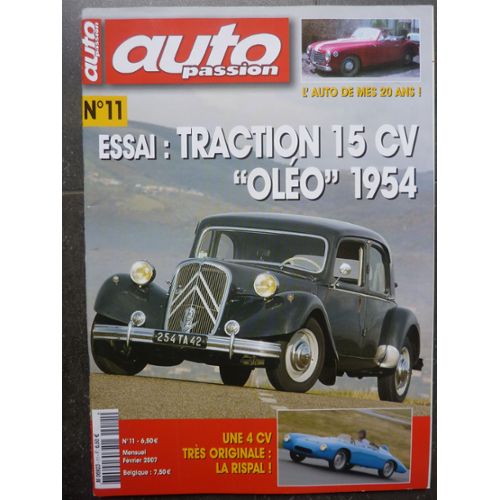 auto
passion
auto
passion
L'AUTO DE MES 20 ANS !
N°11
ESSAI : TRACTION 15 CV
“OLÉO” 1954
254 TA 42
N°11 - 6,50€
Mensuel
Février 2007
Belgique : 7,50€
UNE 4 CV
TRÈS ORIGINALE :
LA RISPAL !